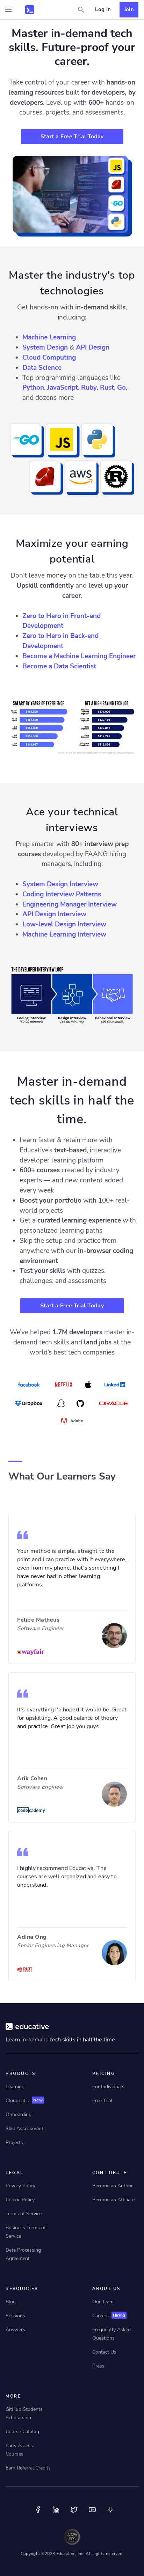 Log In
Join
Master in-demand tech
skills. Future-proof your
career.
Take control of your career with hands-
on learning resources built for developers, by
developers. Level up with 600+ hands-on
courses, projects, and assessments.
Start a Free Trial Today
Master the industry's top
technologies
Get hands-on with in-demand skills,
including:
• Machine Learning
• System Design & API Design
• Cloud Computing
• Data Science
• Top programming languages like
Python, JavaScript, Ruby, Rust, Go,
and dozens more
GO
JS
aws
Maximize your earning
potential
Don't leave money on the table this year.
Upskill confidently and level up your
career.
• Zero to Hero in Front-end
Development
• Zero to Hero in Back-end
Development
• Become a Machine Learning Engineer
• Become a Data Scientist
SALARY BY YEARS OF EXPERIENCE
GET A HIGH PAYING TECH JOB
Ace your technical
interviews
Prep smarter with 80+ interview prep
courses developed by FAANG hiring
managers, including:
• System Design Interview
• Coding Interview Patterns
• Engineering Manager Interview
• API Design Interview
• Low-level Design Interview
• Machine Learning Interview
THE DEVELOPER INTERVIEW LOOP
Coding Interview
(40-60 minutes)
Design Interview
(45-60 minutes)
Behavioral Interview
(45-60 minutes)
Master in-demand
tech skills in half the
time.
• Learn faster & retain more with
Educative's text-based, interactive
developer learning platform
• 600+ courses created by industry
experts — and new content added
every week
• Boost your portfolio with 100+ real-
world projects
• Get a curated learning experience with
personalized learning paths
• Skip the setup and practice from
anywhere with our in-browser coding
environment
• Test your skills with quizzes,
challenges, and assessments
Start a Free Trial Today
We've helped 1.7M developers master in-
demand tech skills and land jobs at the
world's best tech companies
facebook
NETFLIX
LinkedIn
Dropbox
ORACLE
Adobe
What Our Learners Say
Your method is simple, straight to the
point and I can practice with it everywhere,
even from my phone, that's something I
have never had in other learning
platforms.
Felipe Matheus
Software Engineer
wayfair
It's everything I'd hoped it would be. Great
for upskilling. A good balance of theory
and practice, Great job you guys
Arik Cohen
Software Engineer
codecademy
I highly recommend Educative. The
courses are well organized and easy to
understand.
Adina Ong
Senior Engineering Manager
educative
Learn in-demand tech skills in half the time
PRODUCTS
Learning
CloudLabs New
Onboarding
Skill Assessments
Projects
PRICING
For Individuals
Free Trial
LEGAL
Privacy Policy
Cookie Policy
Terms of Service
Business Terms of
Service
Data Processing
Agreement
CONTRIBUTE
Become an Author
Become an Affiliate
RESOURCES
Blog
Sessions
Answers
ABOUT US
Our Team
Careers Hiring
Frequently Asked
Questions
Contact Us
Press
MORE
GitHub Students
Scholarship
Course Catalog
Early Access
Courses
Earn Referral Credits
Copyright ©2023 Educative, Inc. All rights reserved.